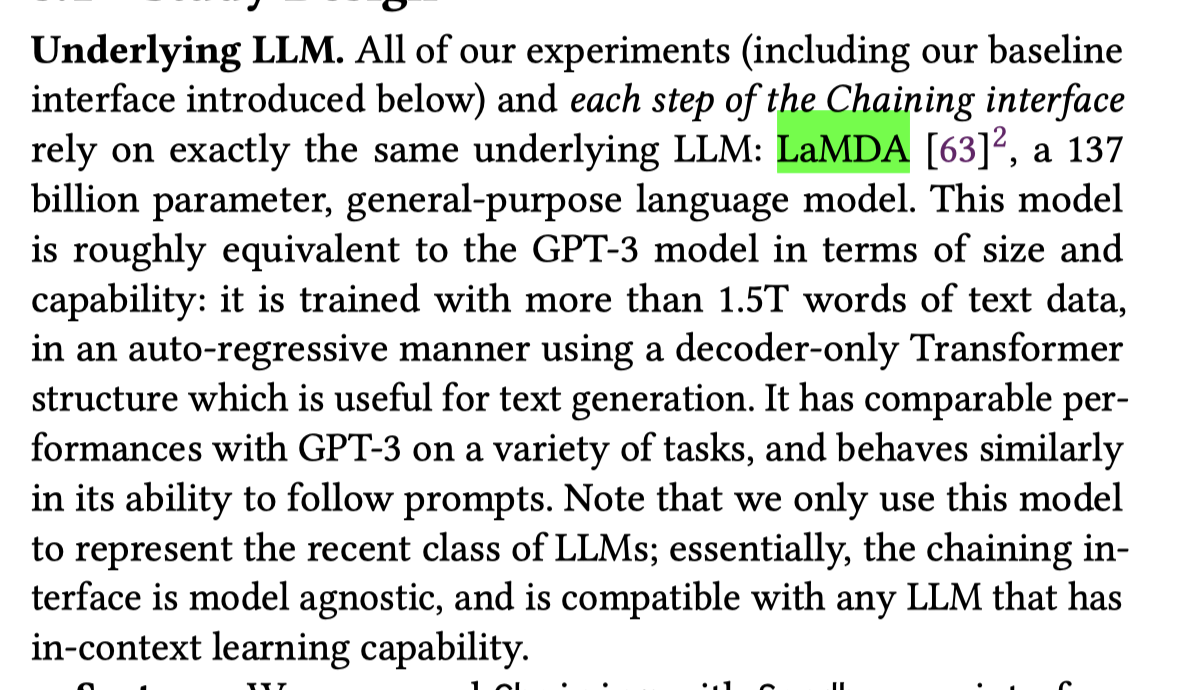 Underlying LLM. All of our experiments (including our baseline
interface introduced below) and each step of the Chaining interface
rely on exactly the same underlying LLM: LaMDA [63]2, a 137
billion parameter, general-purpose language model. This model
is roughly equivalent to the GPT-3 model in terms of size and
capability: it is trained with more than 1.5T words of text data,
in an auto-regressive manner using a decoder-only Transformer
structure which is useful for text generation. It has comparable per-
formances with GPT-3 on a variety of tasks, and behaves similarly
in its ability to follow prompts. Note that we only use this model
to represent the recent class of LLMs; essentially, the chaining in-
terface is model agnostic, and is compatible with any LLM that has
in-context learning capability.